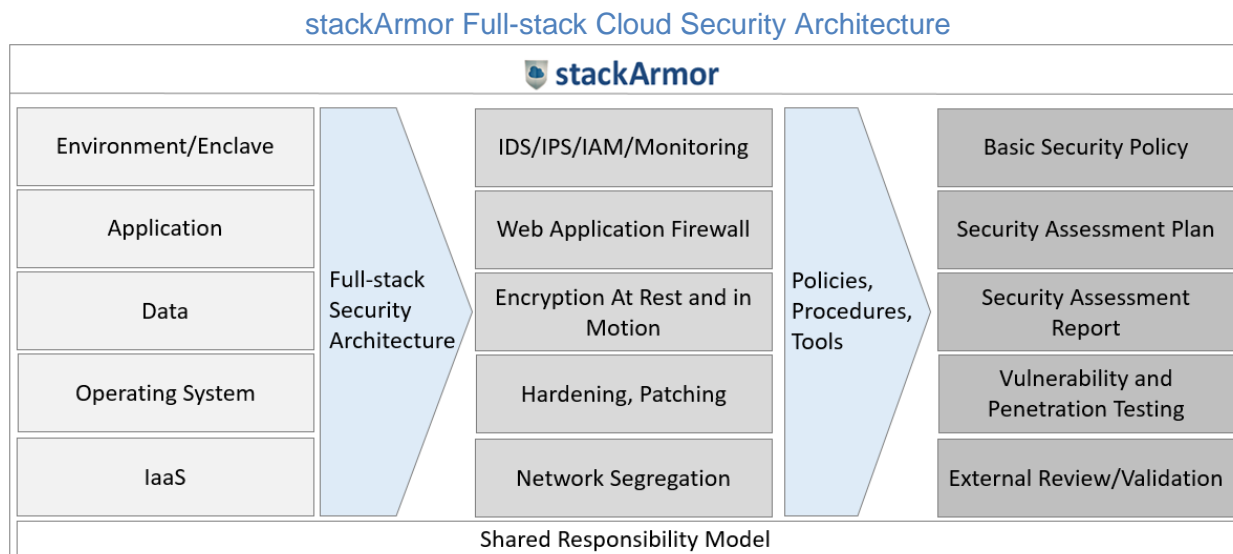 stackArmor Full-stack Cloud Security Architecture
stackArmor
Environment/Enclave
Application
Data
Operating System
IaaS
Full-stack
Security
Architecture
IDS/IPS/IAM/Monitoring
Web Application Firewall
Encryption At Rest and in
Motion
Hardening, Patching
Network Segregation
Policies,
Procedures,
Tools
Basic Security Policy
Security Assessment Plan
Security Assessment
Report
Vulnerability and
Penetration Testing
External Review/Validation
Shared Responsibility Model